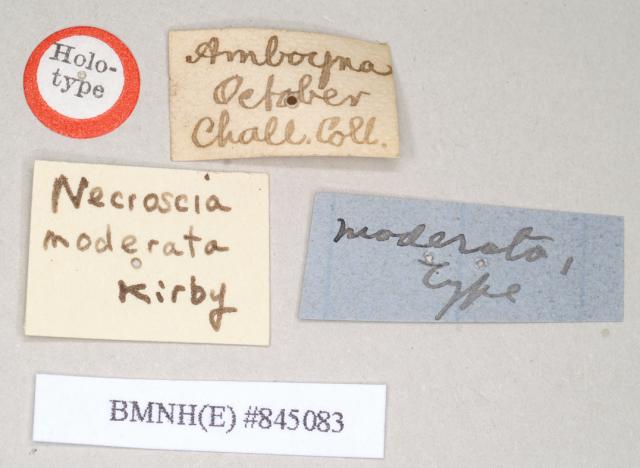 Holo-
type
Amboyna
October
Chall. Coll.
Necroscia
moderata
Kirby
moderata,
type
BMNH(E) #845083